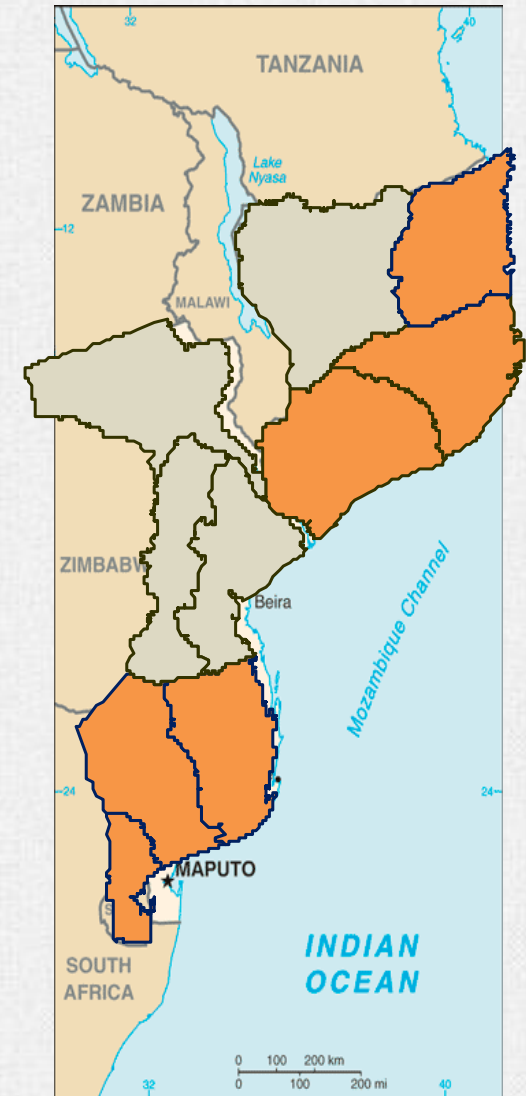 32
40
TANZANIA
Lake
Nyasa
ZAMBIA
12
MALAWI
ZIMBABW
Beira
Mozambique Channel
24
24
MAPUTO
S
INDIAN
OCEAN
SOUTH
AFRICA
0 100 200 km
0 100 200 mi
32
40